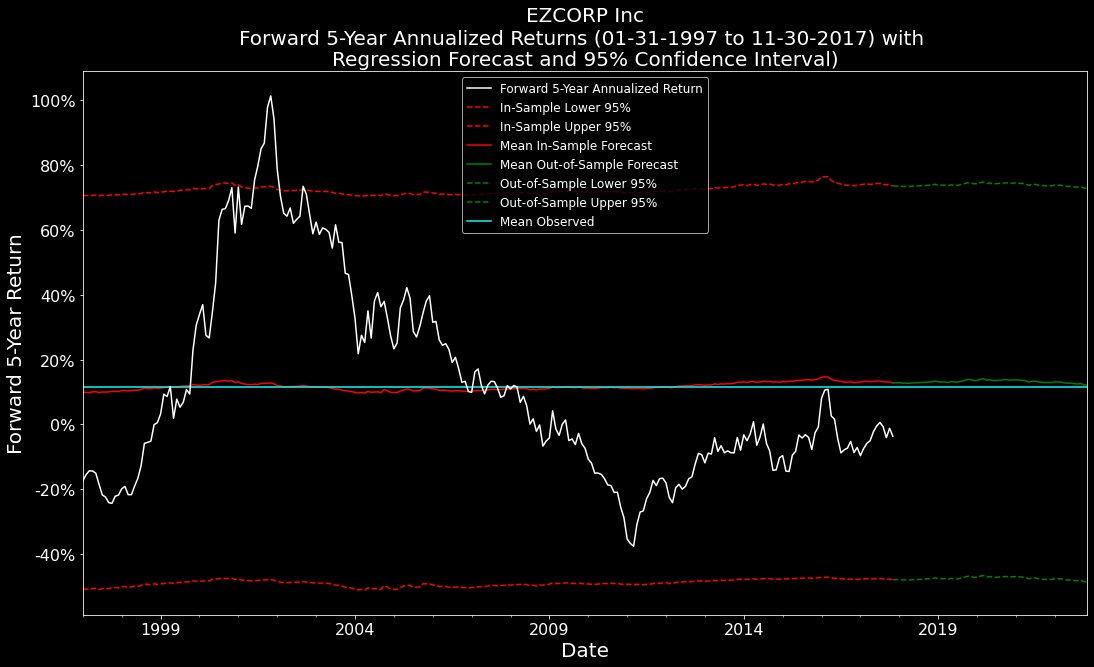 EZCORP Inc
Forward 5-Year Annualized Returns (01-31-1997 to 11-30-2017) with
Regression Forecast and 95% Confidence Interval)
Forward 5-Year Annualized Return
In-Sample Lower 95%
In-Sample Upper 95%
Mean In-Sample Forecast
Mean Out-of-Sample Forecast
Out-of-Sample Lower 95%
Out-of-Sample Upper 95%
Mean Observed
Forward 5-Year Return
100%
80%
60%
40%
20%
0%
-20%
-40%
1999
2004
2009
2014
2019
Date